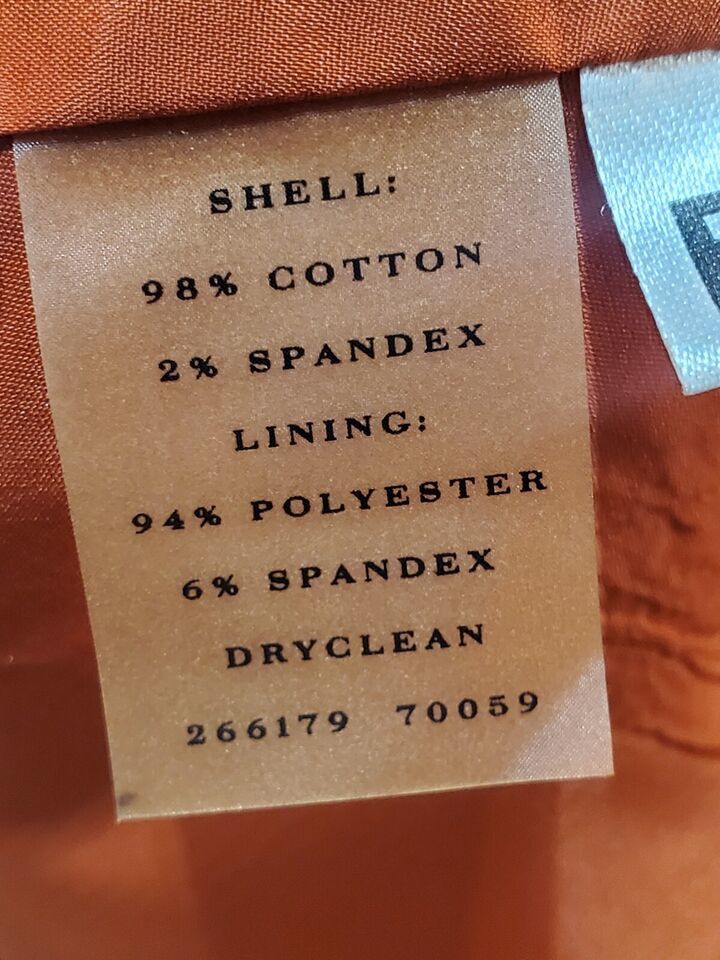 SHELL:
98% COTTON
2% SPANDEX
LINING:
94% POLYESTER
6% SPANDEX
DRYCLEAN
266179 70059